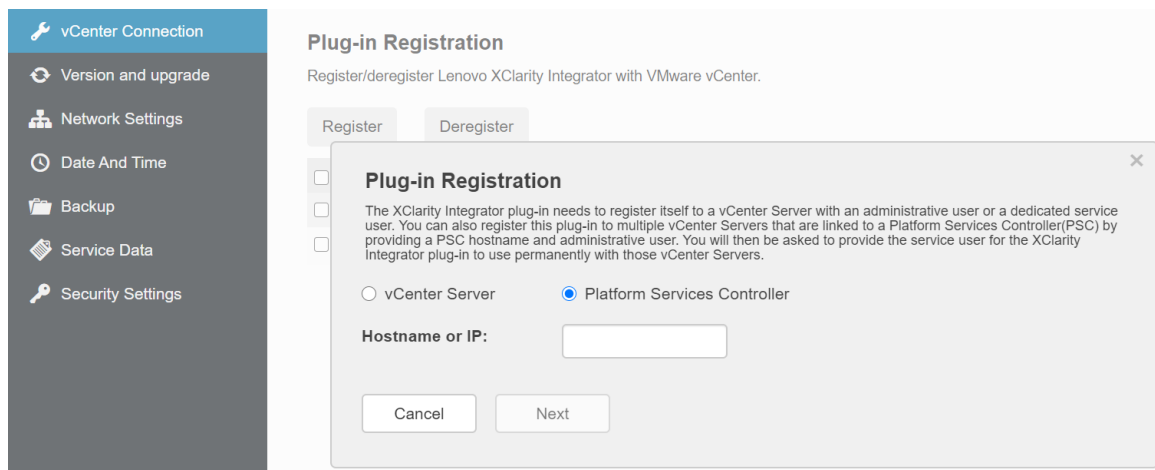 vCenter Connection
Version and upgrade
Network Settings
Date And Time
Backup
Service Data
Security Settings
Plug-in Registration
Register/deregister Lenovo XClarity Integrator with VMware vCenter.
Register
Deregister
Plug-in Registration
The XClarity Integrator plug-in needs to register itself to a vCenter Server with an administrative user or a dedicated service
user. You can also register this plug-in to multiple vCenter Servers that are linked to a Platform Services Controller(PSC) by
providing a PSC hostname and administrative user. You will then be asked to provide the service user for the XClarity
Integrator plug-in to use permanently with those vCenter Servers.
vCenter Server
Platform Services Controller
Hostname or IP:
Cancel
Next